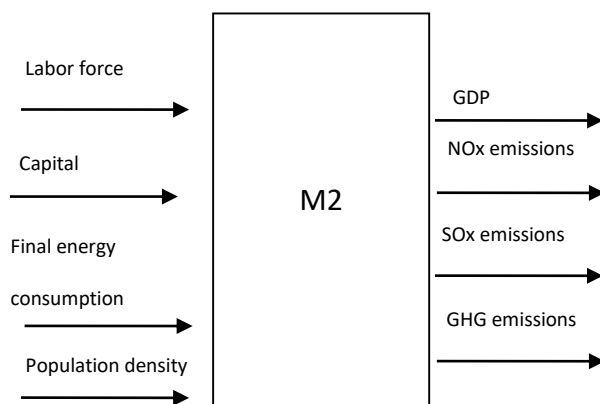 Labor force
Capital
Final energy
consumption
Population density
M2
GDP
NOx emissions
SOx emissions
GHG emissions